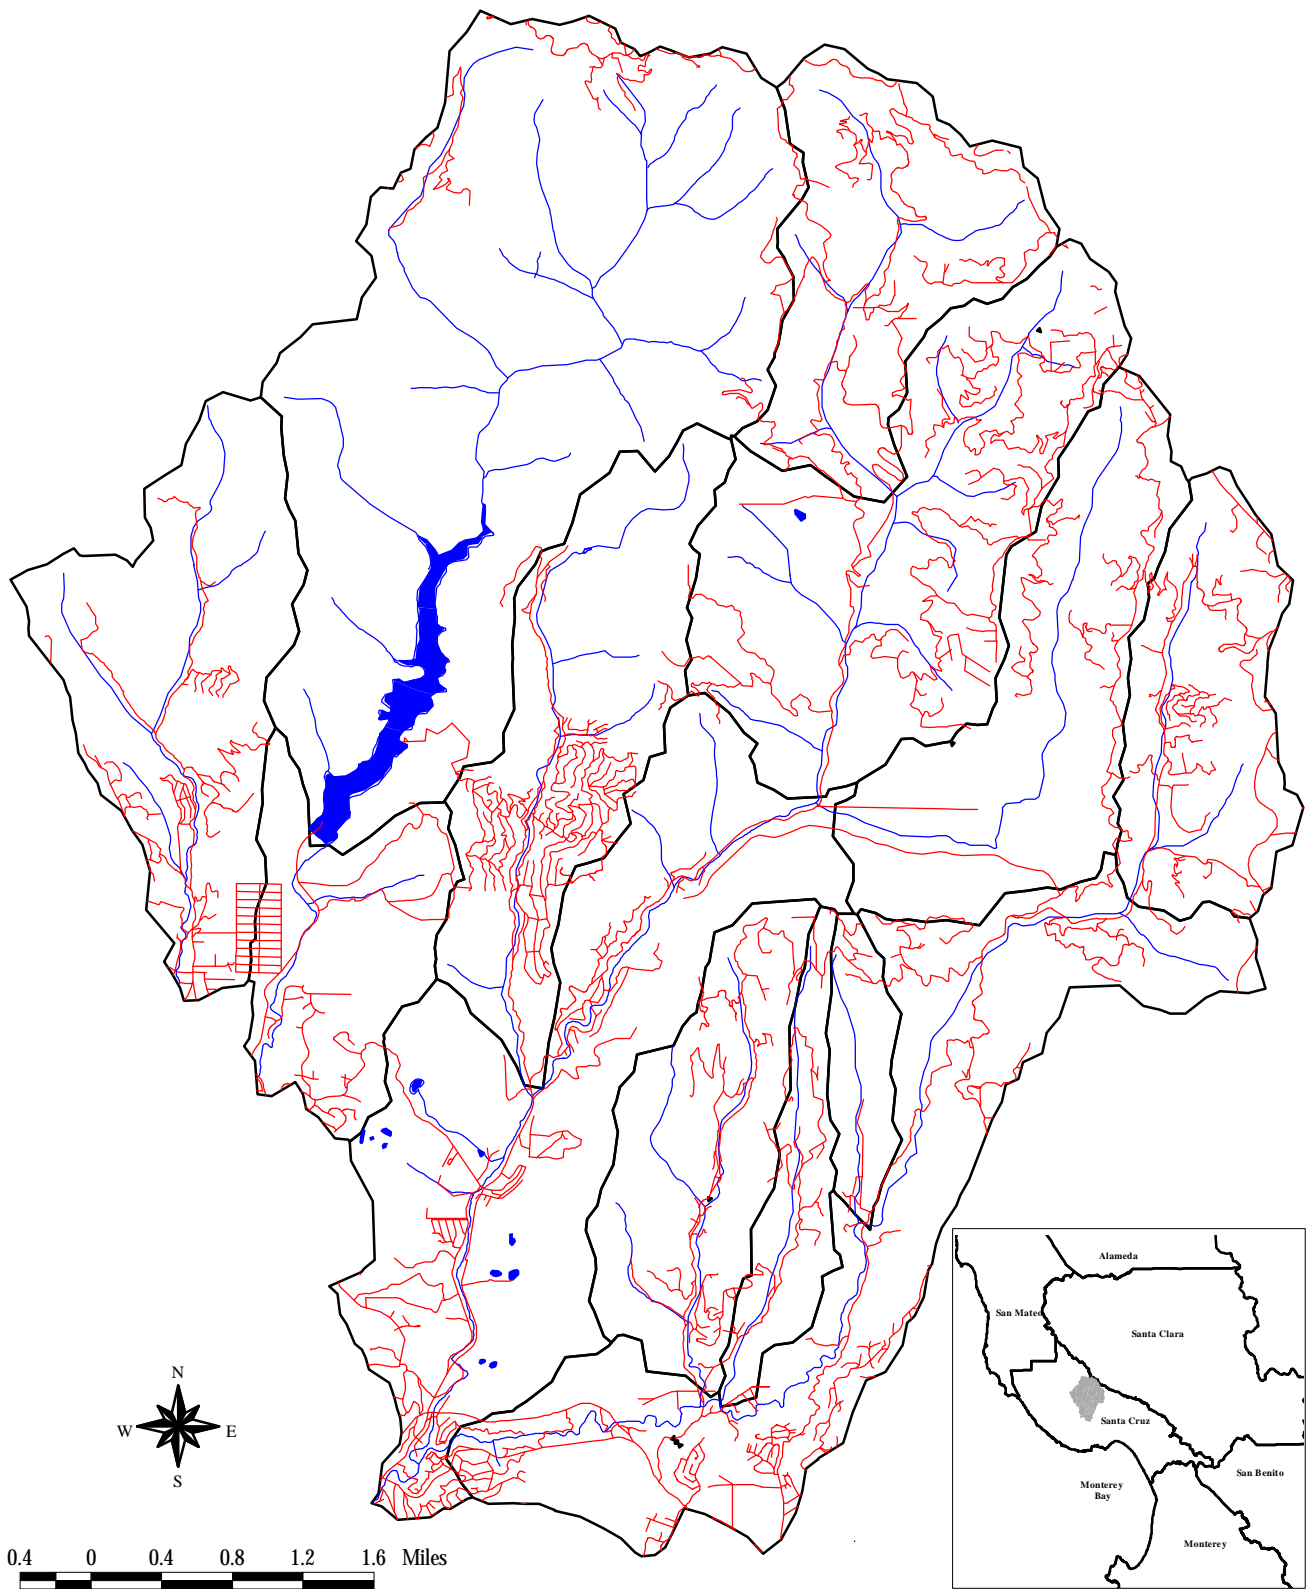 Alameda
San Mateo
Santa Clara
Santa Cruz
San Benito
Monterey
Bay
Monterey
N
W E
S
0.4 0 0.4 0.8 1.2 1.6 Miles